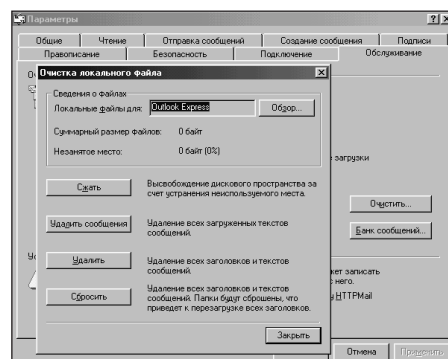 Параметры
Общие Чтение Отправка сообщений Создание сообщения Подписи
Правописание Безопасность Подключение Обслуживание
Очистка локального файла
Сведения о файлах
Локальные файлы для: Outlook Express Обзор...
Суммарный размер файлов: 0 байт
Незанятое место: 0 байт (0%)
загрузки
Сжать Высвобождение дискового пространства за
счет устранения неиспользуемого места.
Очистить...
Удалить сообщения Удаление всех загруженных текстов
сообщений.
Банк сообщений...
Удалить Удаление всех заголовков и текстов
сообщений.
жет записать
с него.
Сбросить Удаление всех заголовков и текстов
сообщений. Папки будут сброшены, что
приведет к перезагрузке всех заголовков.
у HTTPMail
Закрыть
Отмена Применить